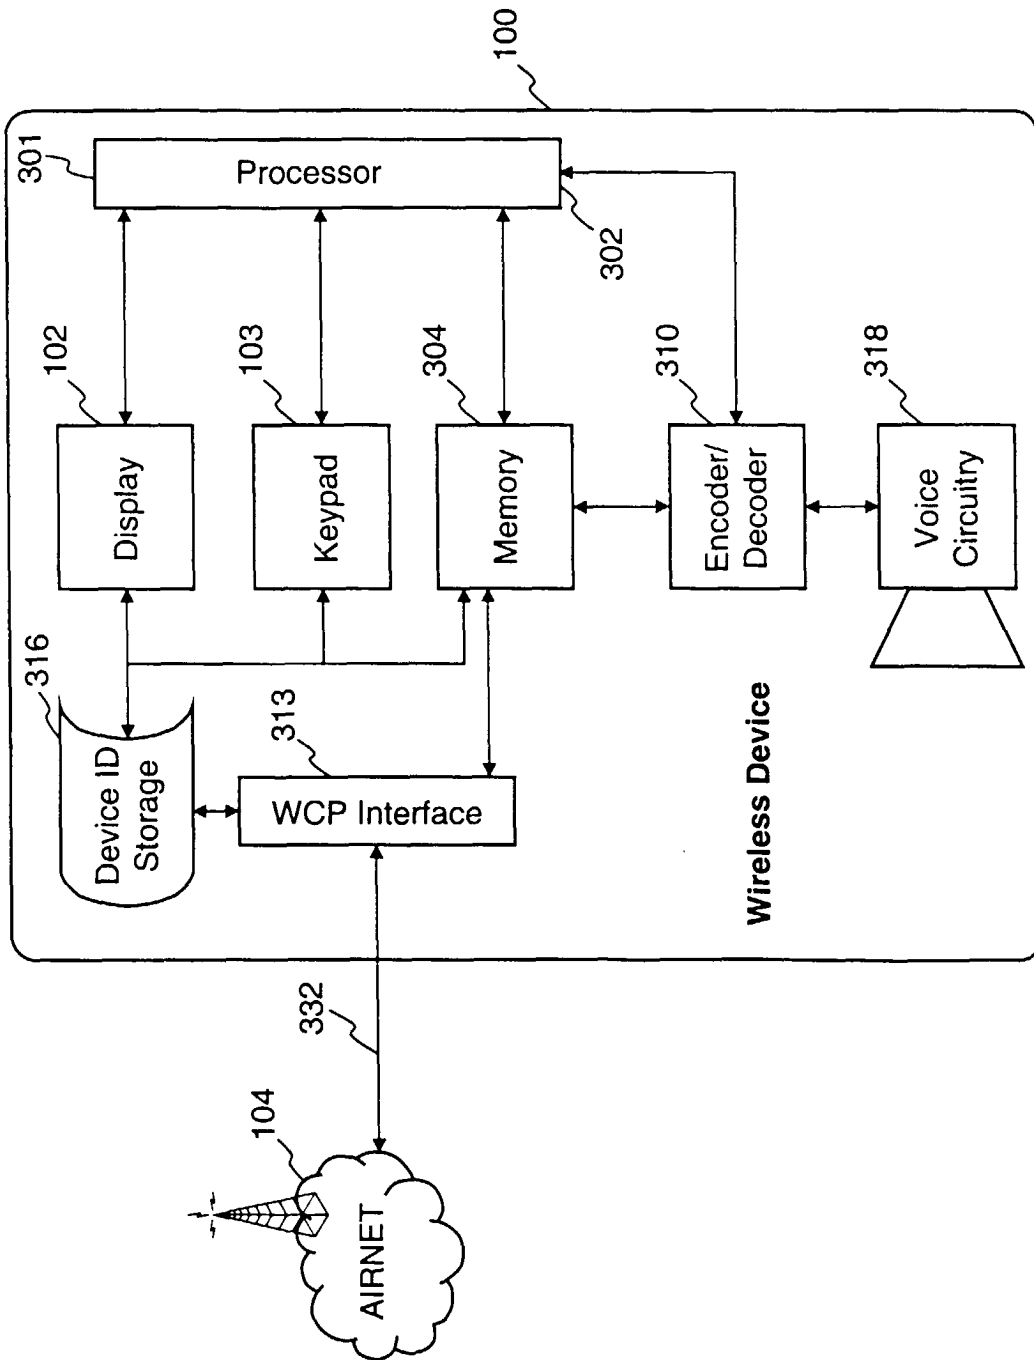 100
301
Processor
302
102
Display
103
Keypad
304
Memory
310
Encoder/
Decoder
318
Voice
Circuitry
316
Device ID
Storage
313
WCP Interface
Wireless Device
332
104
AIRNET